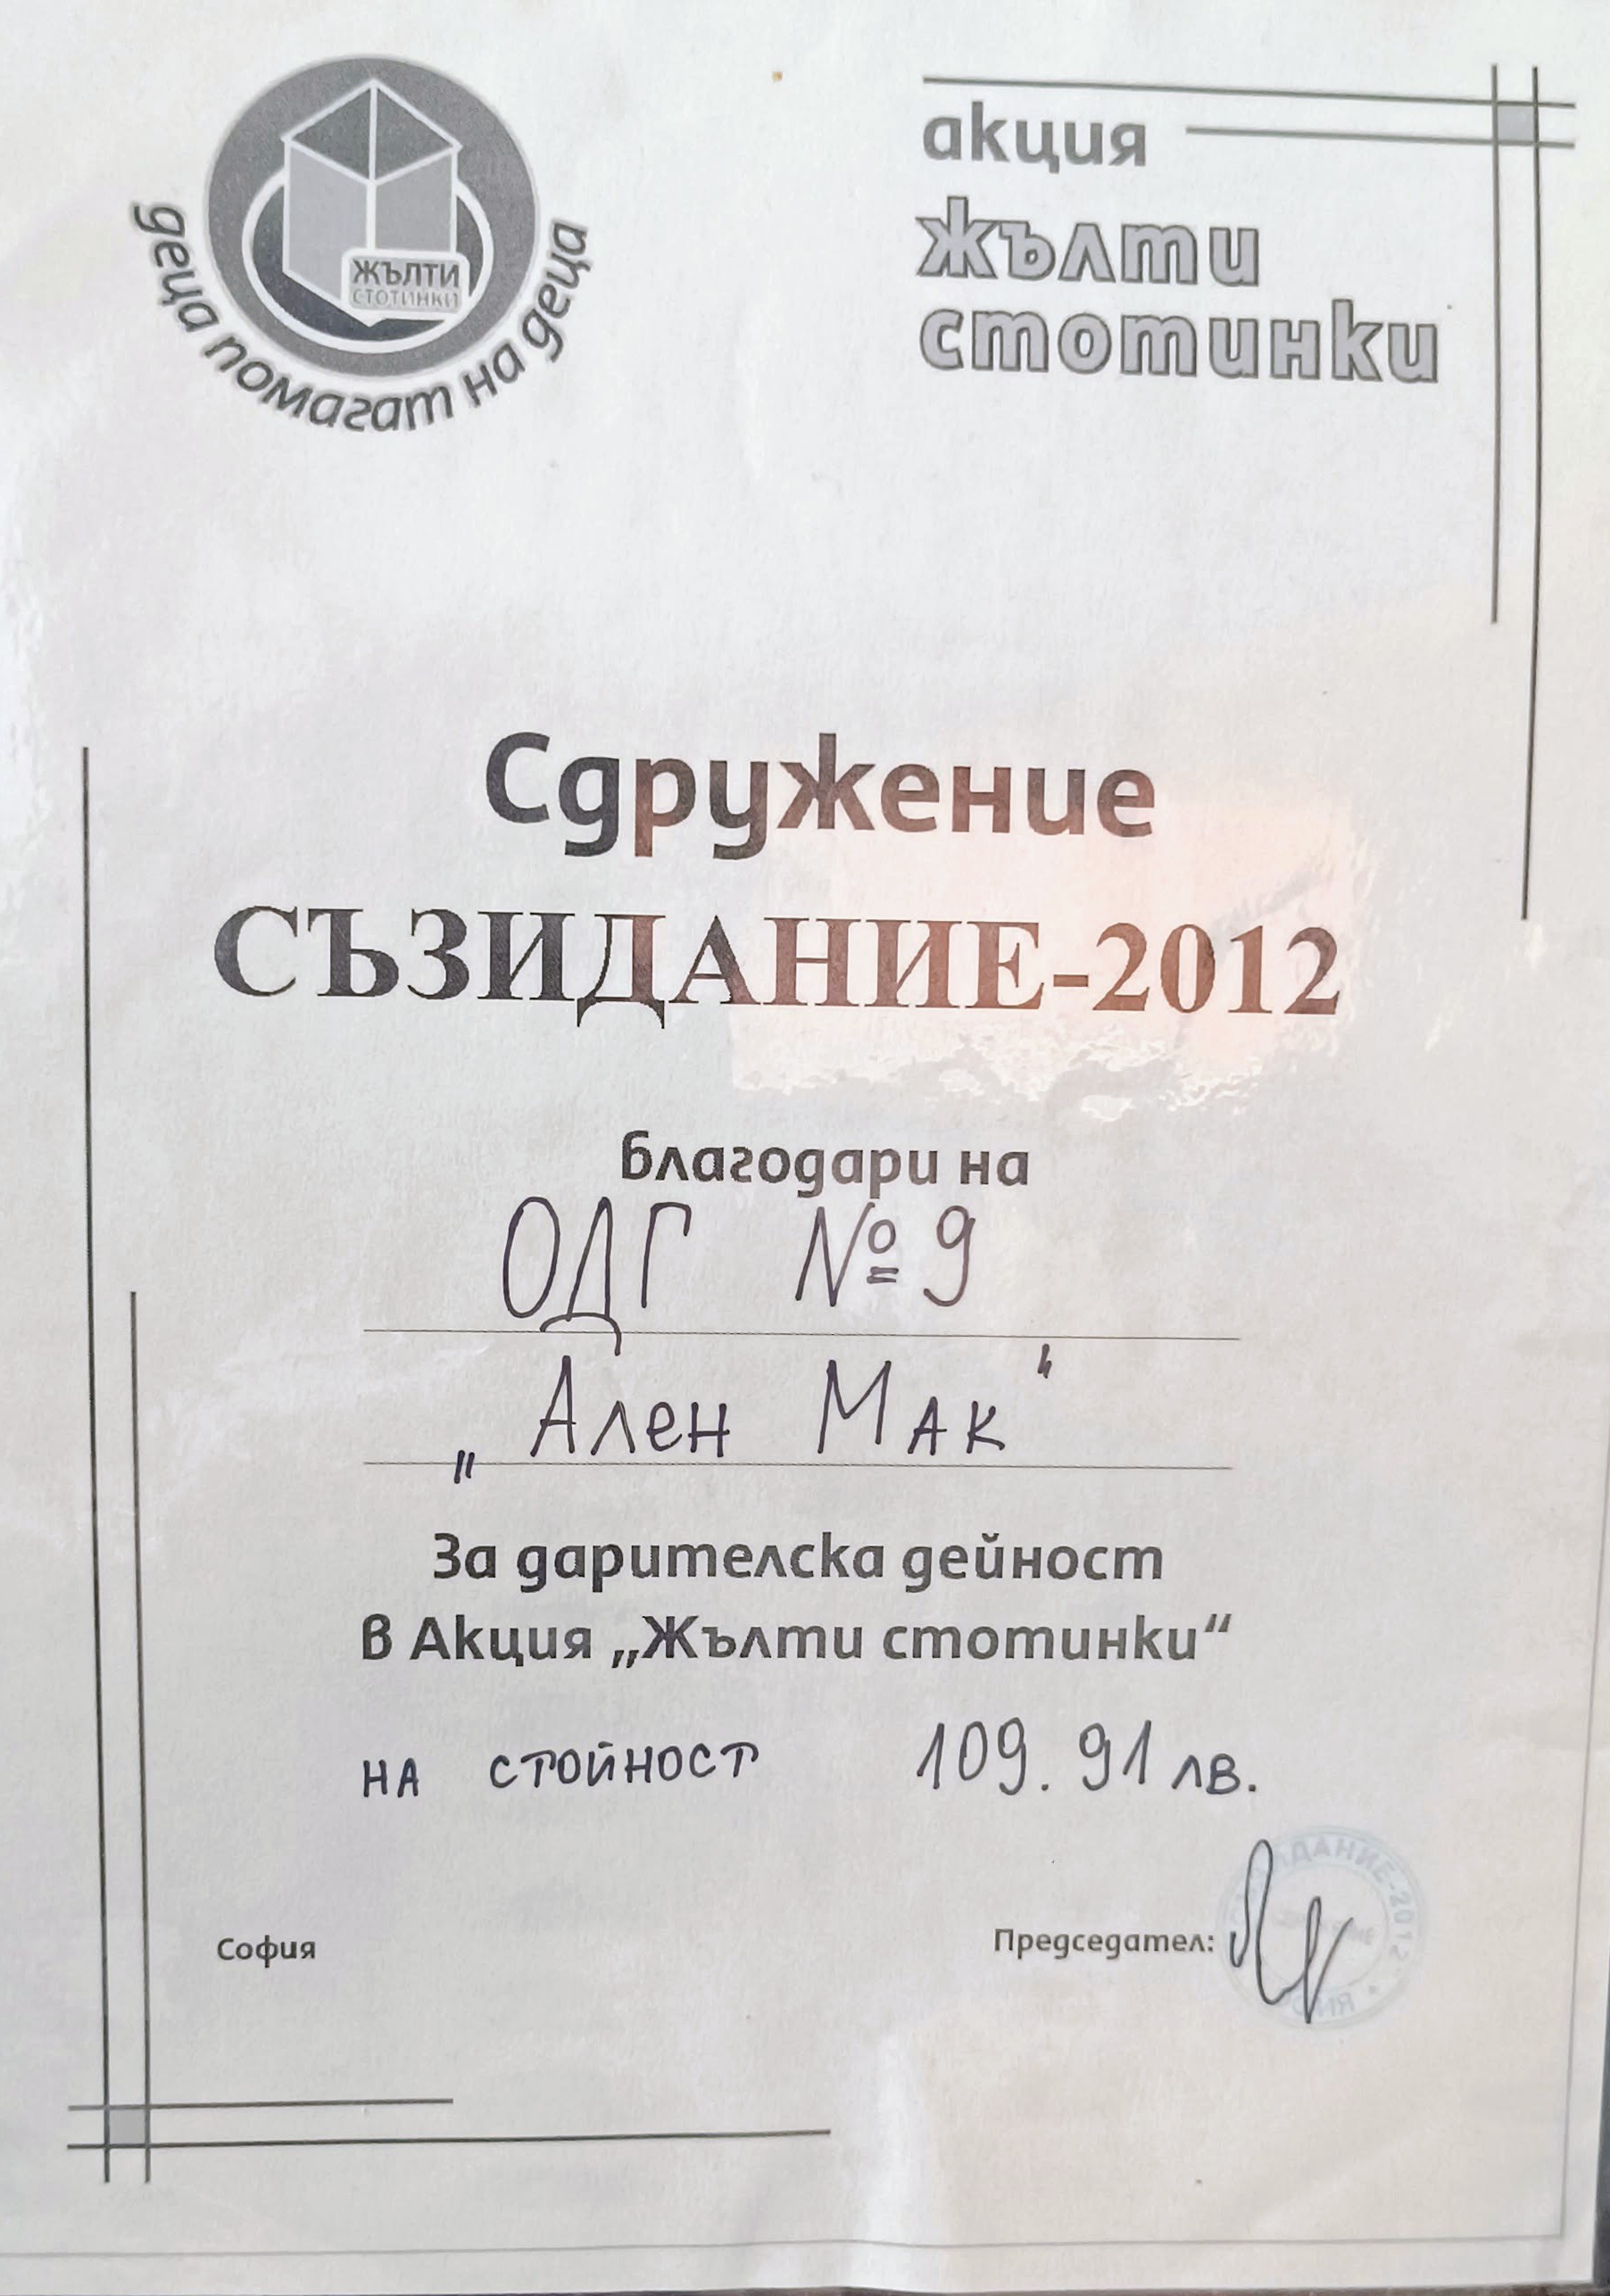 ЖЪЛТИ
СТОТИНКИ
деца помагат на деца
акция
жълти
стотинки
Сдружение
СЪЗИДАНИЕ-2012
благодари на
ОДГ №9
„Ален Мак"
За дарителска дейност
в Акция „Жълти стотинки“
на стойност 109.91 лв.
София
Председател: